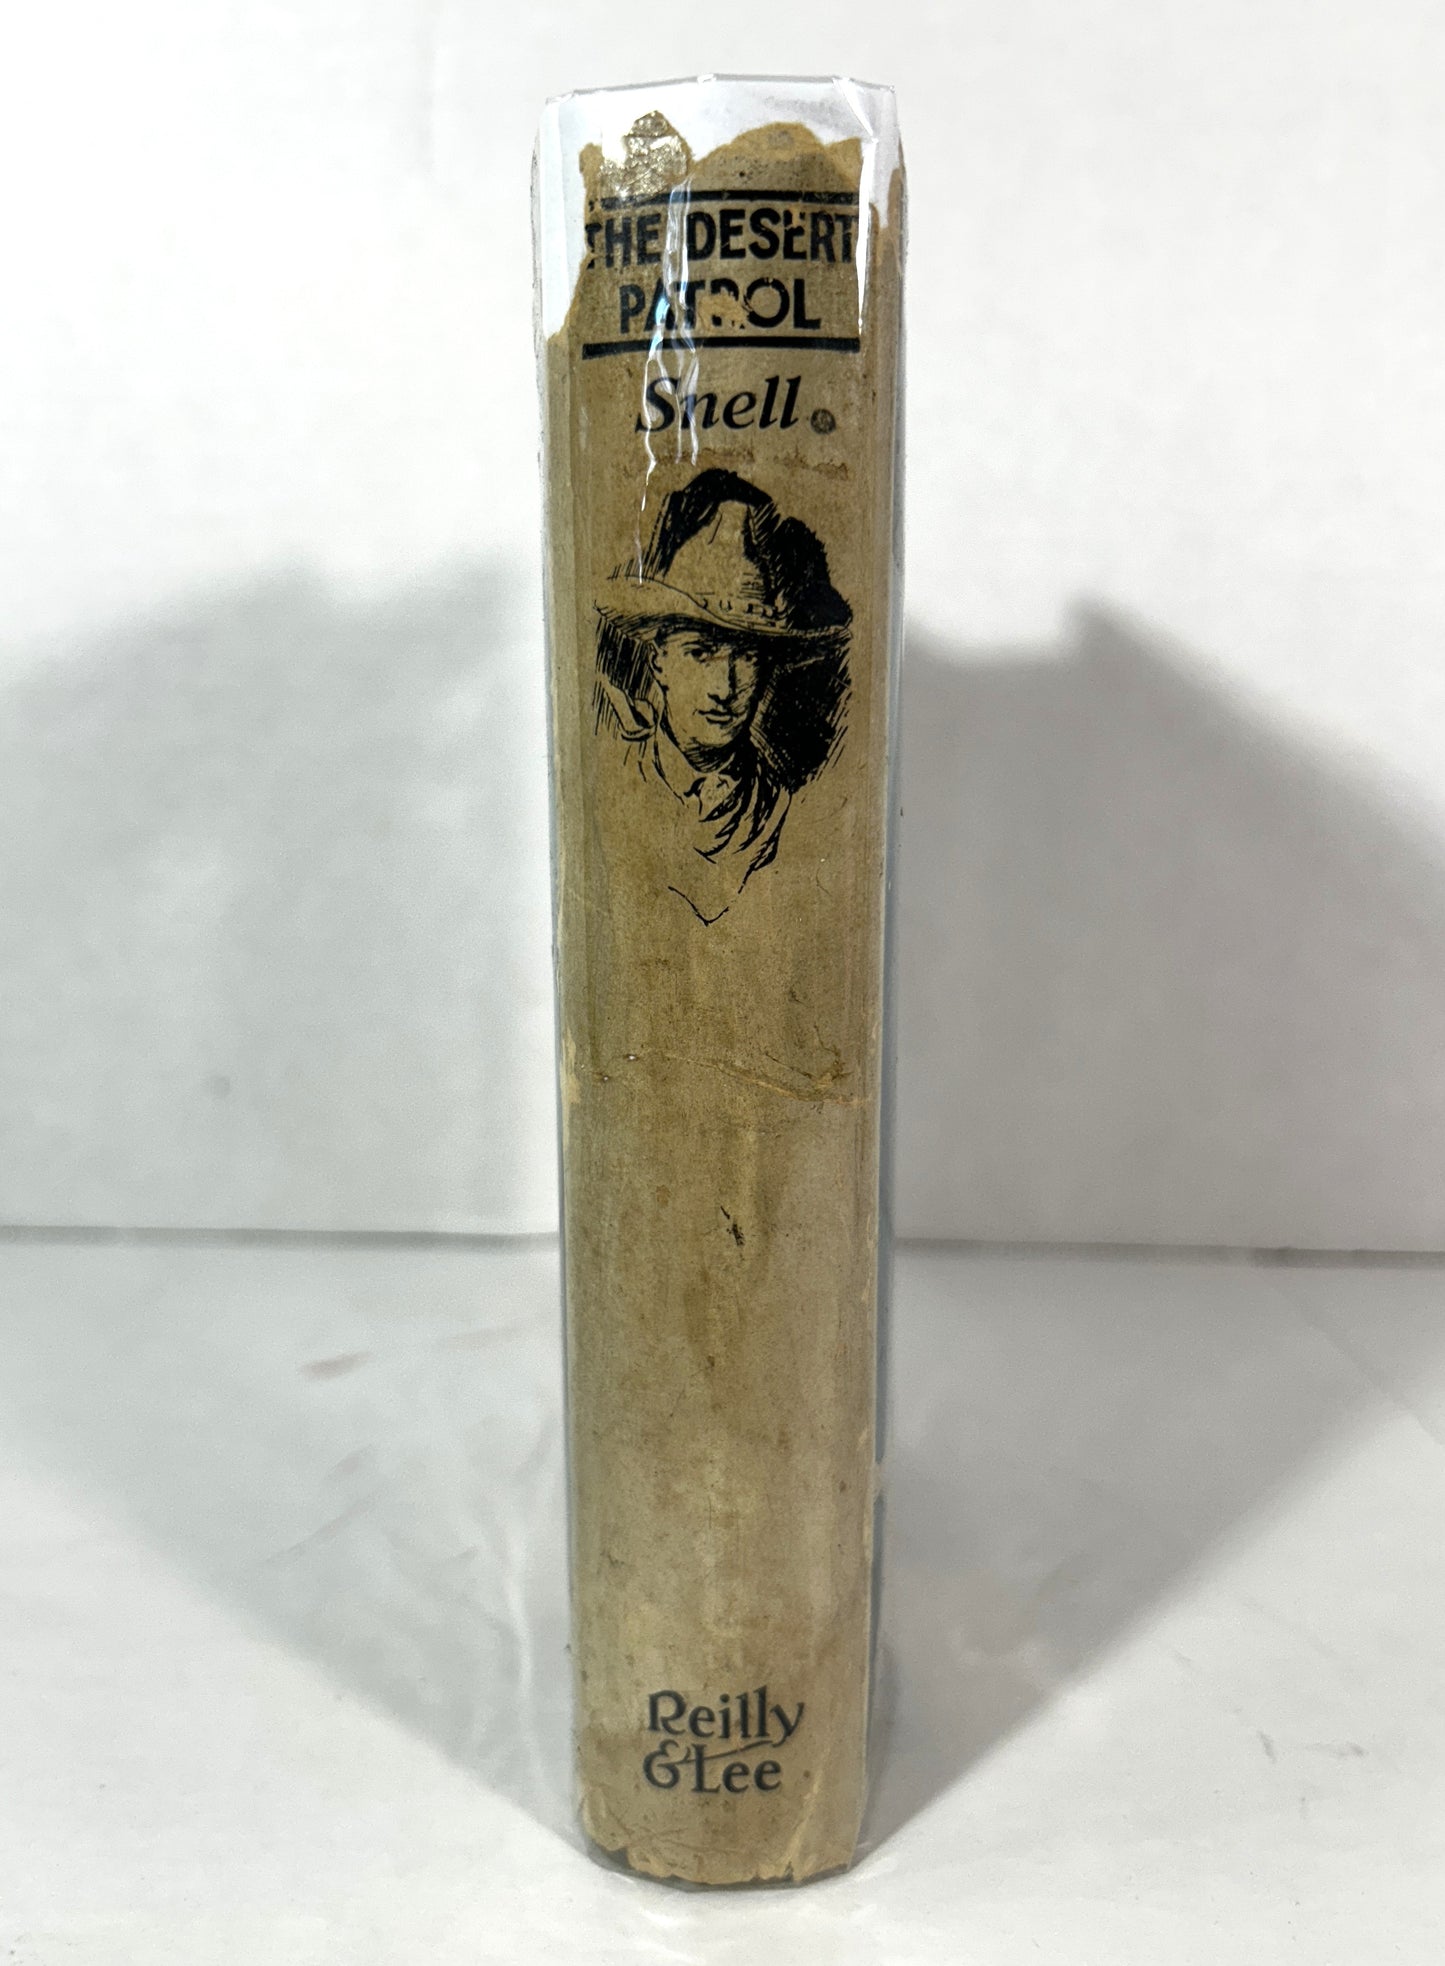 THE DESERT
PATROL
Snell
Reilly
& Lee